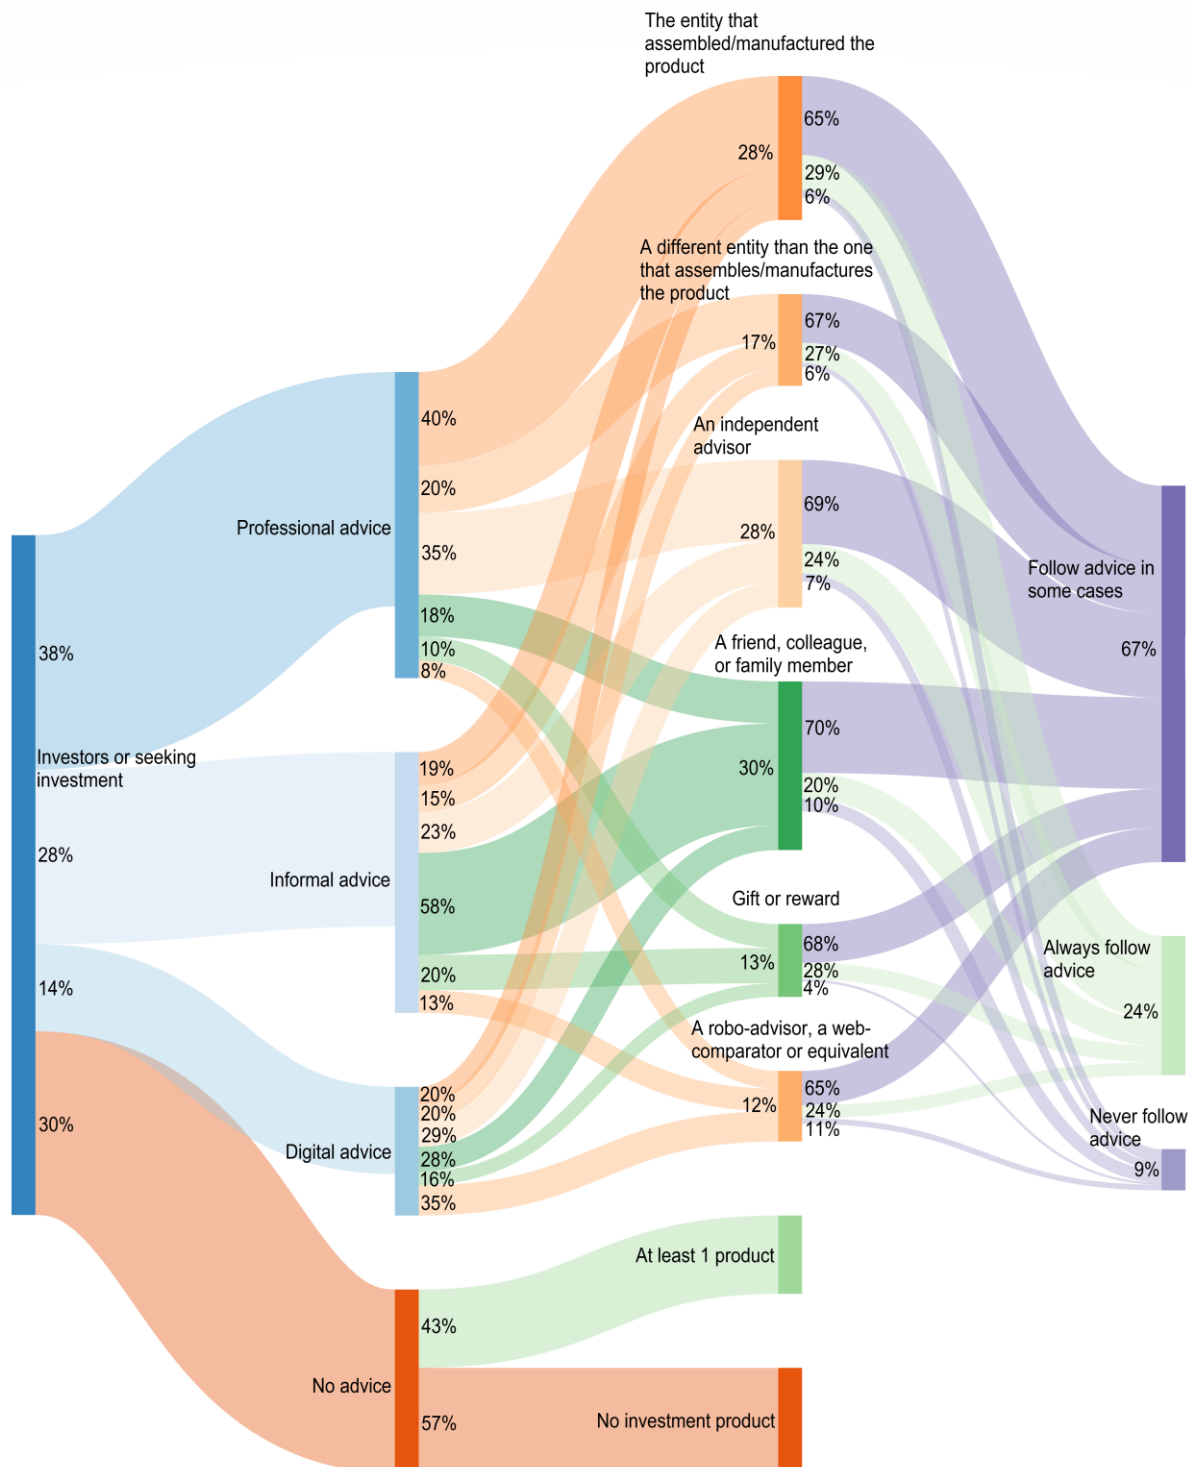 Investors or seeking
investment
38%
28%
14%
30%
Professional advice
40%
20%
35%
18%
10%
8%
Informal advice
19%
15%
23%
58%
20%
13%
Digital advice
20%
20%
29%
28%
16%
35%
No advice
43%
57%
The entity that
assembled/manufactured the
product
28%
65%
29%
6%
A different entity than the one
that assembles/manufactures
the product
17%
67%
27%
6%
An independent
advisor
28%
69%
24%
7%
A friend, colleague,
or family member
30%
70%
20%
10%
Gift or reward
13%
68%
28%
4%
A robo-advisor, a web-
comparator or equivalent
12%
65%
24%
11%
At least 1 product
No investment product
Follow advice in
some cases
67%
Always follow
advice
24%
Never follow
advice
9%